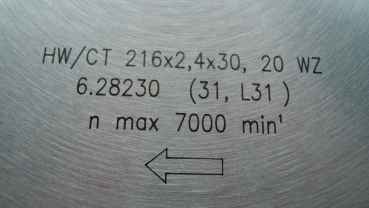 HW/CT 216x2,4x30, 20 WZ
6.28230 (31, L31)
n max 7000 min'